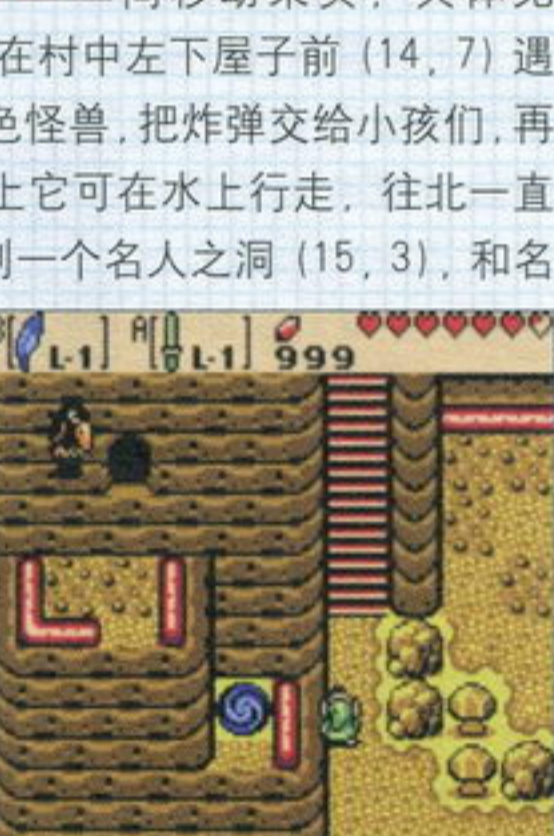 在村中左下屋子前（14，7）遇
色怪兽，把炸弹交给小孩们，再
上它可在水上行走，往北一直
到一个名人之洞（15，3），和名
L-1 A L-1 999